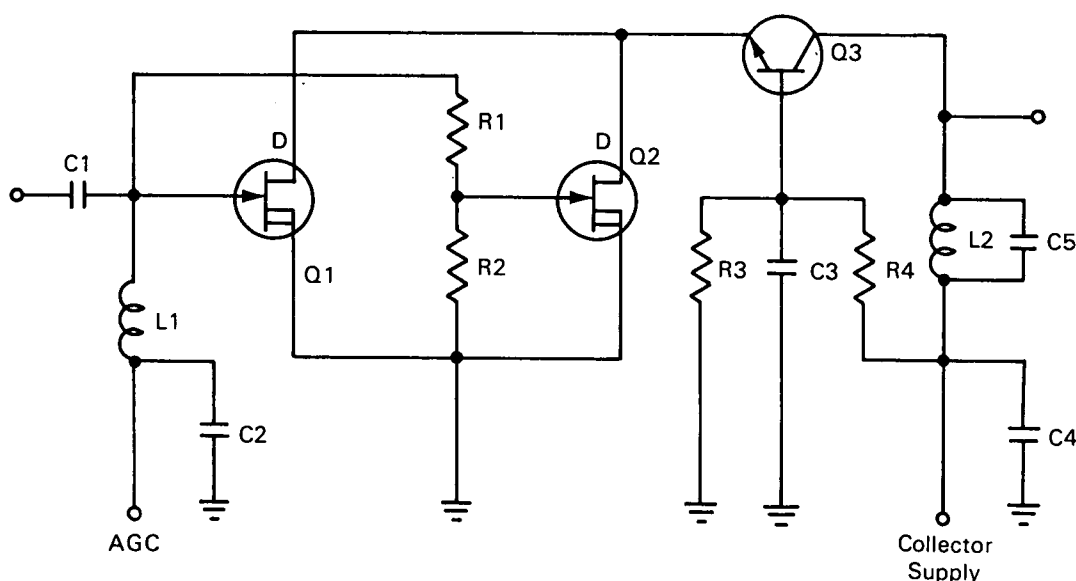 Q3
R1
D
D
Q2
C1
R3
C3
R4
L2
C5
R2
Q1
L1
C2
C4
AGC
Collector
Supply